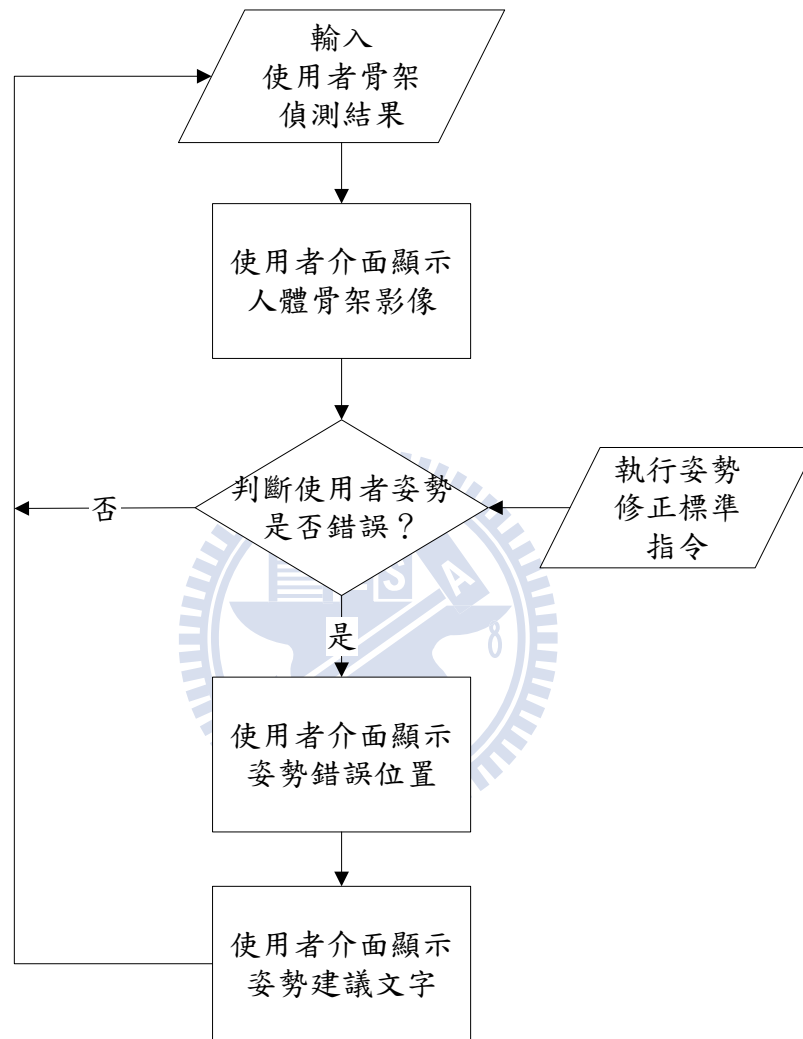 輸入
使用者骨架
偵測結果
使用者介面顯示
人體骨架影像
判斷使用者姿勢
是否錯誤？
執行姿勢
修正標準
指令
否
是
使用者介面顯示
姿勢錯誤位置
使用者介面顯示
姿勢建議文字